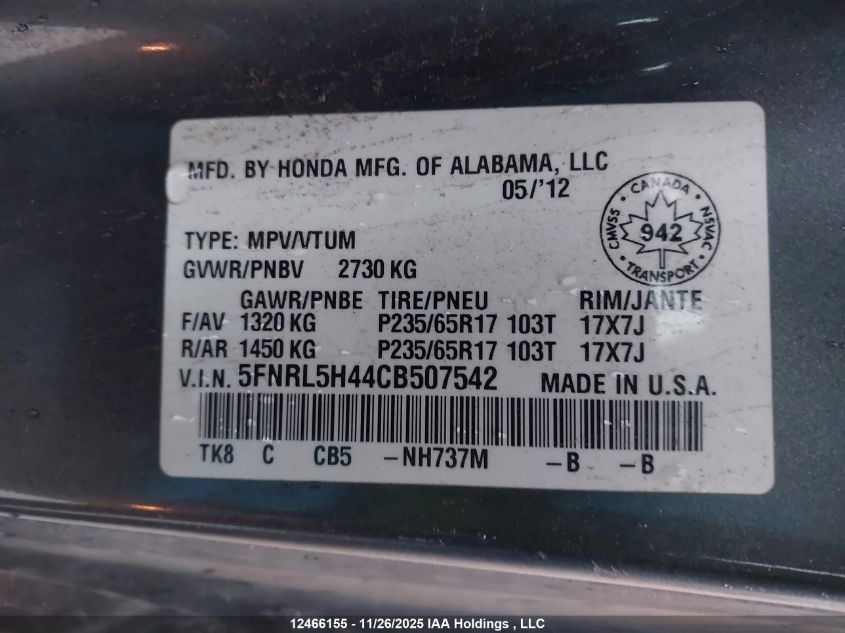 MFD. BY HONDA MFG. OF ALABAMA, LLC
05/'12
CANADA
CMVSS
942
NSVAC
TRANSPORT
TYPE: MPV/VTUM
GVWR/PNBV 2730 KG
GAWR/PNBE TIRE/PNEU RIM/JANTE
F/AV 1320 KG P235/65R17 103T 17X7J
R/AR 1450 KG P235/65R17 103T 17X7J
V.I.N. 5FNRL5H44CB507542 MADE IN U.S.A.
TK8 C CB5 -NH737M -B -B
12466155 - 11/26/2025 IAA Holdings , LLC